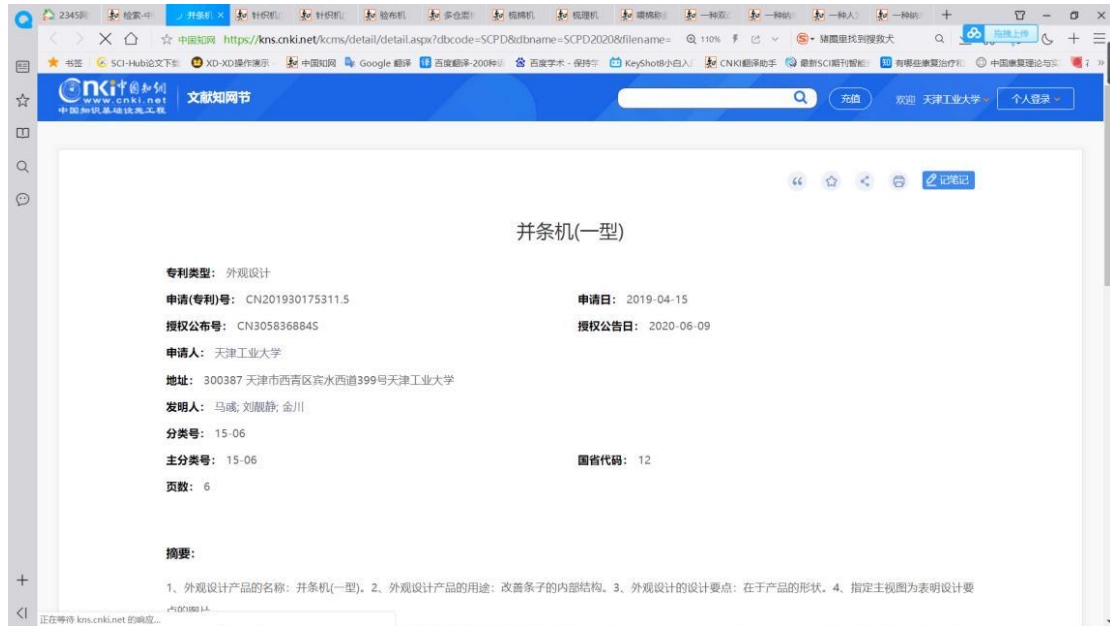 2345网 检索-中 并条机( × 针织机( 针织机( 验布机 多仓混 梳棉机 梳理机 喂棉称 一种双 一种纳 一种人 一种纳 +
中国知网 https://kns.cnki.net/kcms/detail/detail.aspx?dbcode=SCPD&dbname=SCPD2020&filename= 110% 猪圈里找到搜救犬 拖拽上传
书签 SCI-Hub论文下载 XD-XD操作演示 中国知网 Google 翻译 百度翻译-200种语 百度学术 - 保持学 KeyShot8小白入 CNKI翻译助手 最新SCI期刊智能 有哪些康复治疗和 中国康复理论与实
cnki 中国知网
www.cnki.net
中国知识基础设施工程
文献知网节
充值 欢迎 天津工业大学 个人登录
记笔记
并条机(一型)
专利类型: 外观设计
申请(专利)号: CN201930175311.5 申请日: 2019-04-15
授权公布号: CN305836884S 授权公告日: 2020-06-09
申请人: 天津工业大学
地址: 300387 天津市西青区宾水西道399号天津工业大学
发明人: 马彧; 刘靓静; 金川
分类号: 15-06
主分类号: 15-06 国省代码: 12
页数: 6
摘要:
1、外观设计产品的名称: 并条机(一型)。2、外观设计产品的用途: 改善条子的内部结构。3、外观设计的设计要点: 在于产品的形状。4、指定主视图为表明设计要
点的图片
正在等待 kns.cnki.net 的响应...